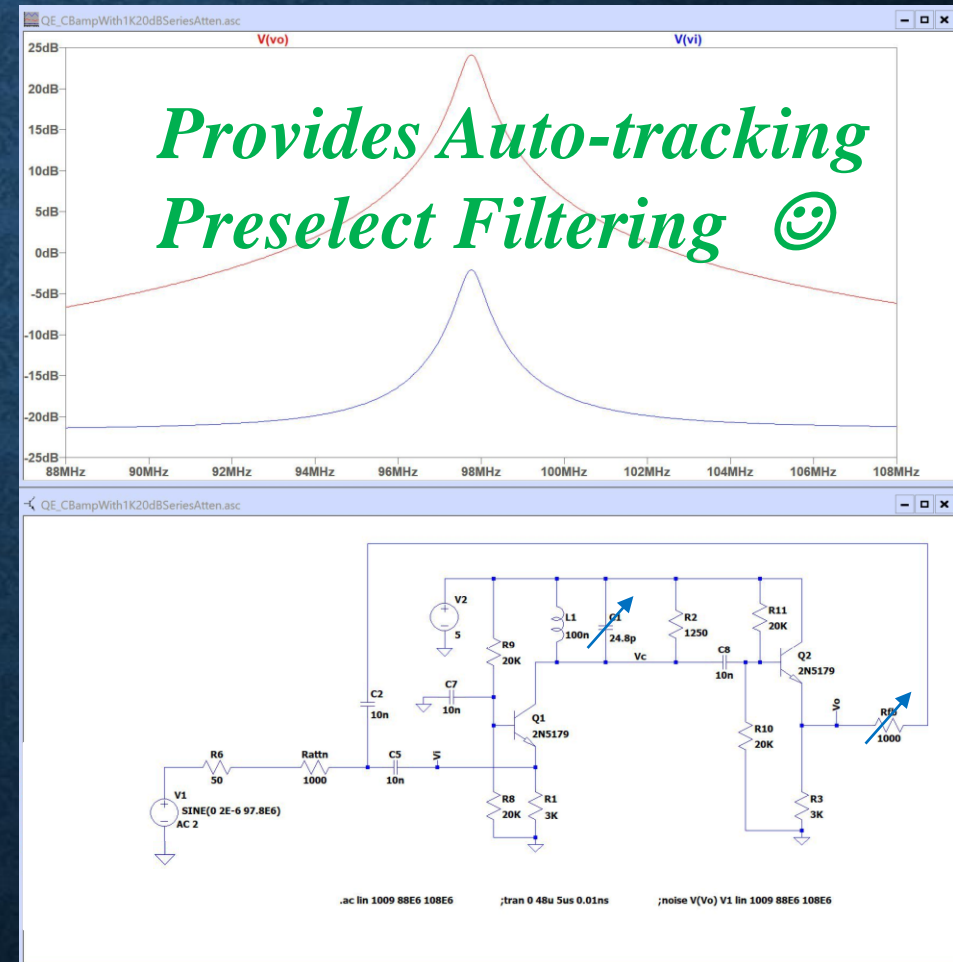 QE_CBampWith1K20dBSeriesAtten.asc
V(vo) V(vi)
25dB
20dB
15dB
10dB
5dB
0dB
-5dB
-10dB
-15dB
-20dB
-25dB
88MHz 90MHz 92MHz 94MHz 96MHz 98MHz 100MHz 102MHz 104MHz 106MHz 108MHz
Provides Auto-tracking
Preselect Filtering ☺
QE_CBampWith1K20dBSeriesAtten.asc
V2
5
R9
20K
L1
100n
C1
24.8p
R2
1250
R11
20K
Vc
C8
10n
Q2
2N5179
C7
10n
C2
10n
Q1
2N5179
R10
20K
Vo
Rfb
1000
R6
50
Rattn
1000
C5
10n
Vi
V1
SINE(0 2E-6 97.8E6)
AC 2
R8
20K
R1
3K
R3
3K
.ac lin 1009 88E6 108E6 ;tran 0 48u 5us 0.01ns ;noise V(Vo) V1 lin 1009 88E6 108E6